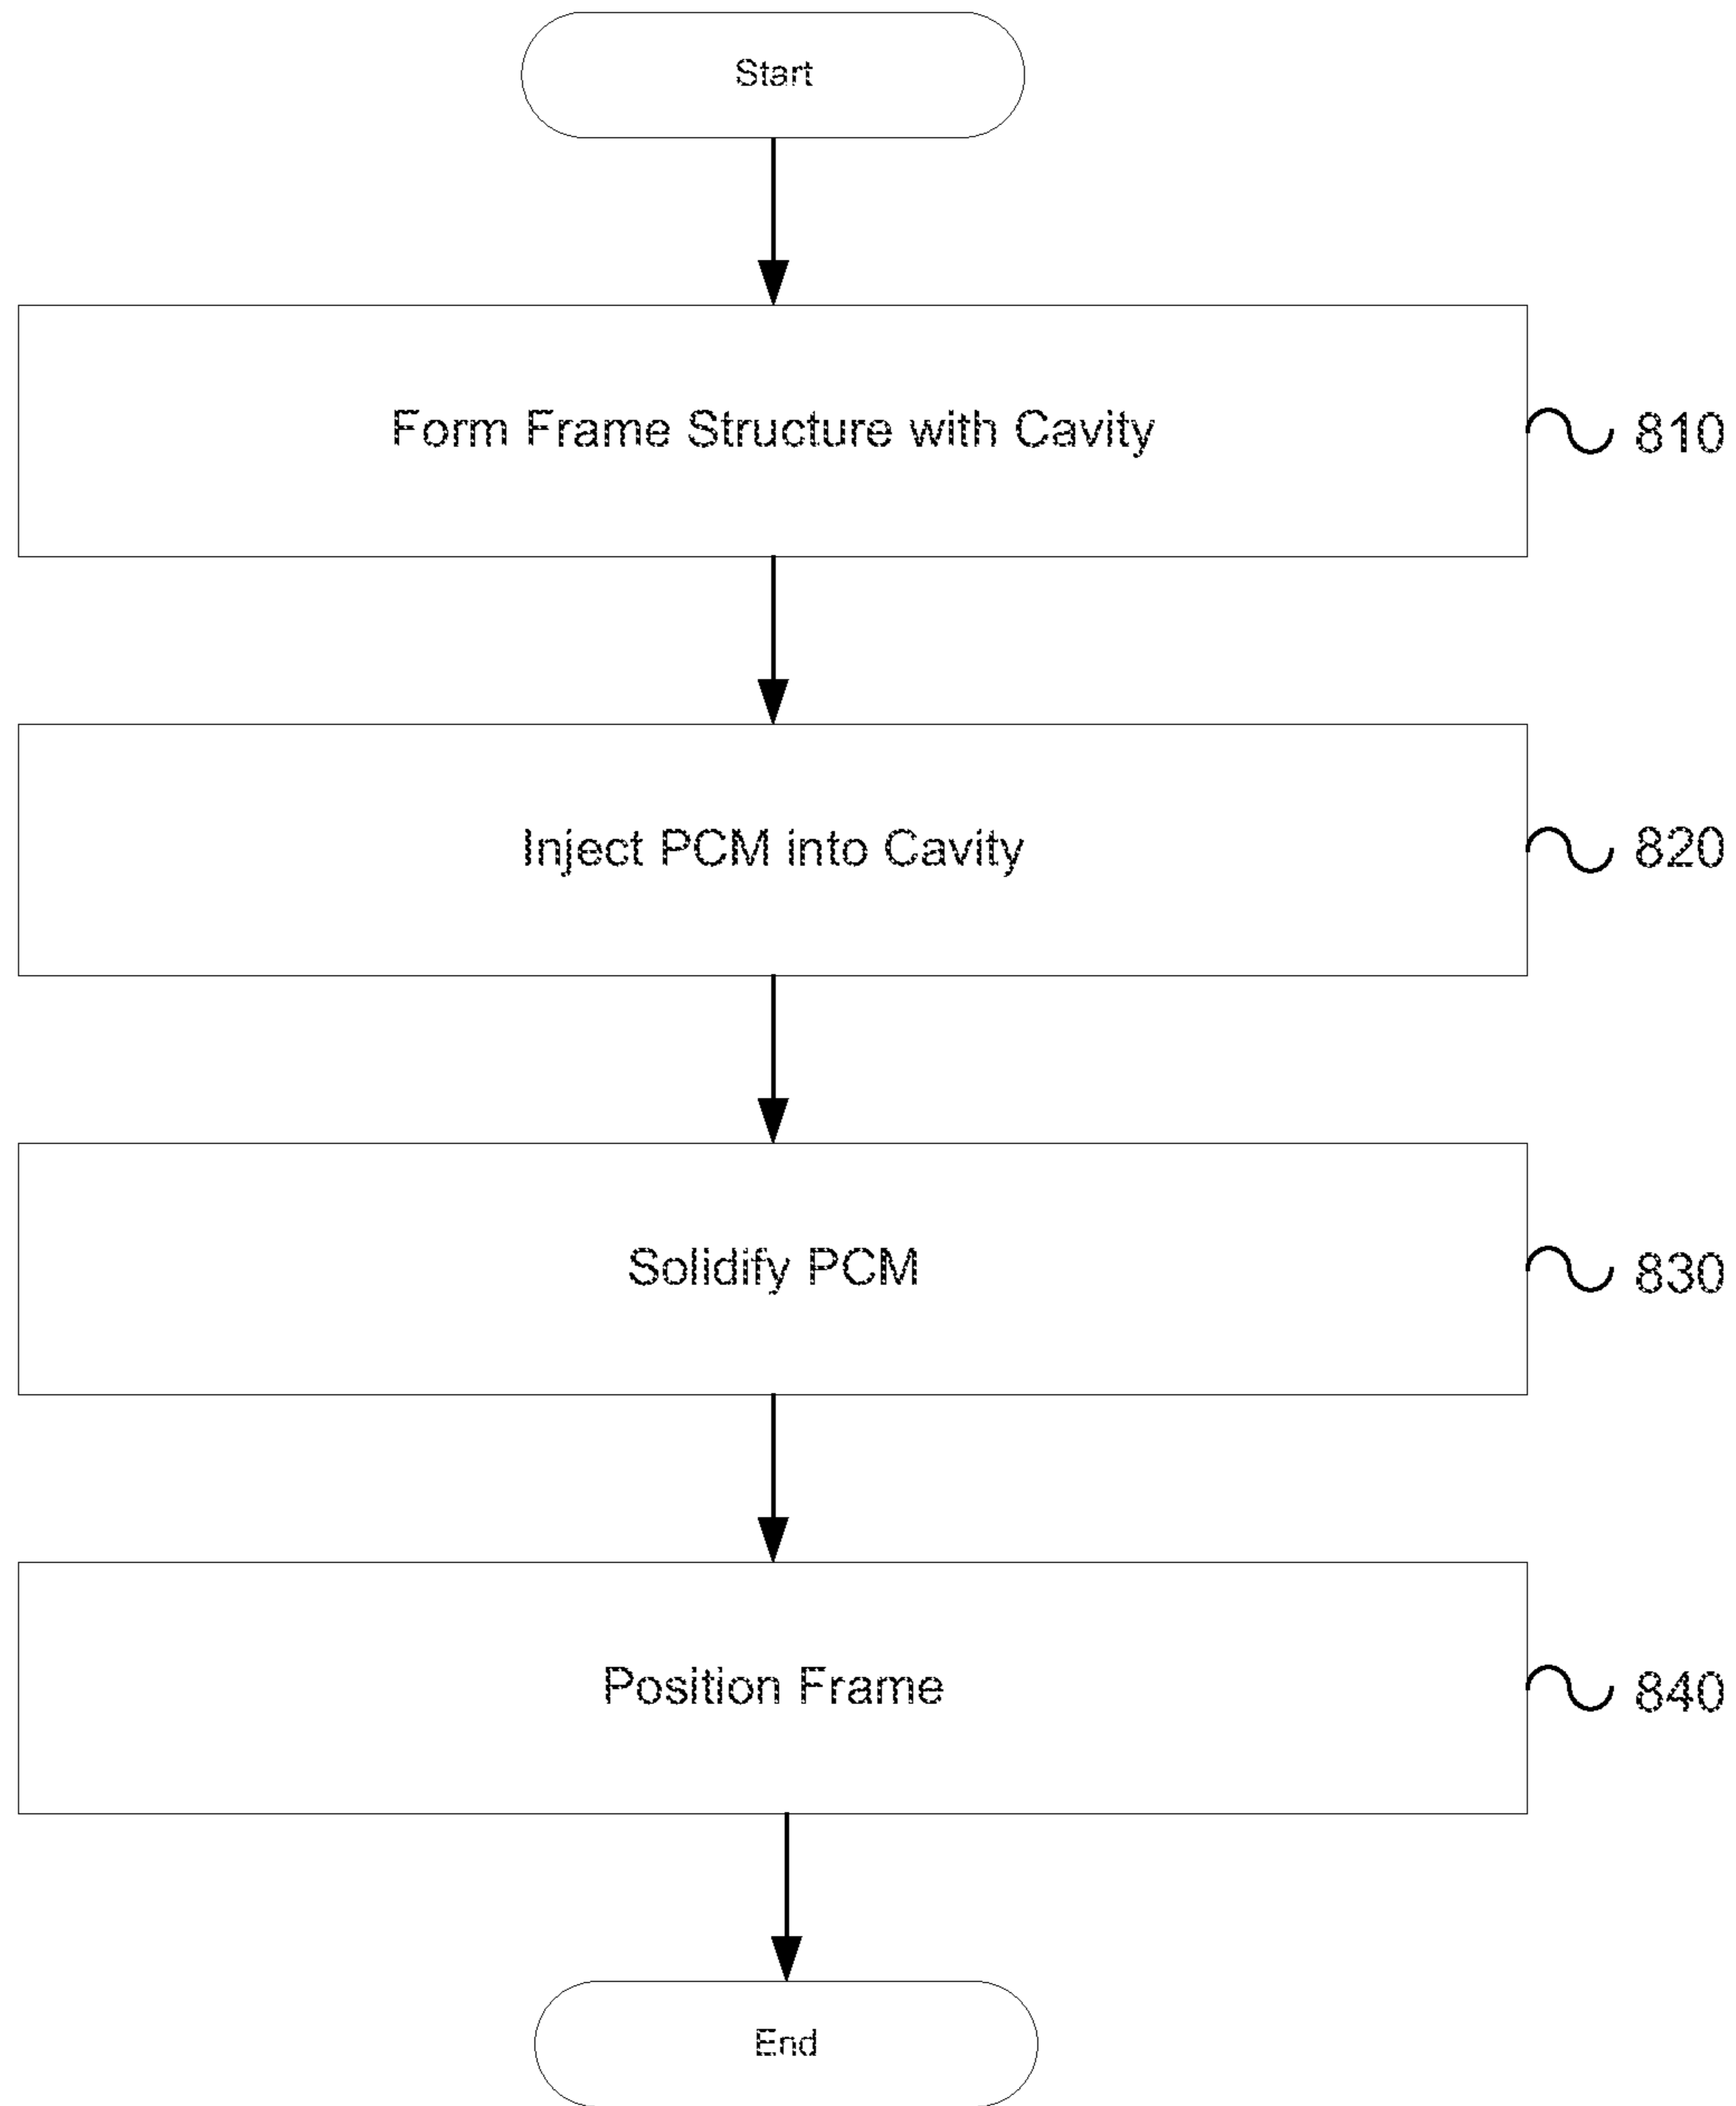 Start
Form Frame Structure with Cavity
810
Inject PCM into Cavity
820
Solidify PCM
830
Position Frame
840
End